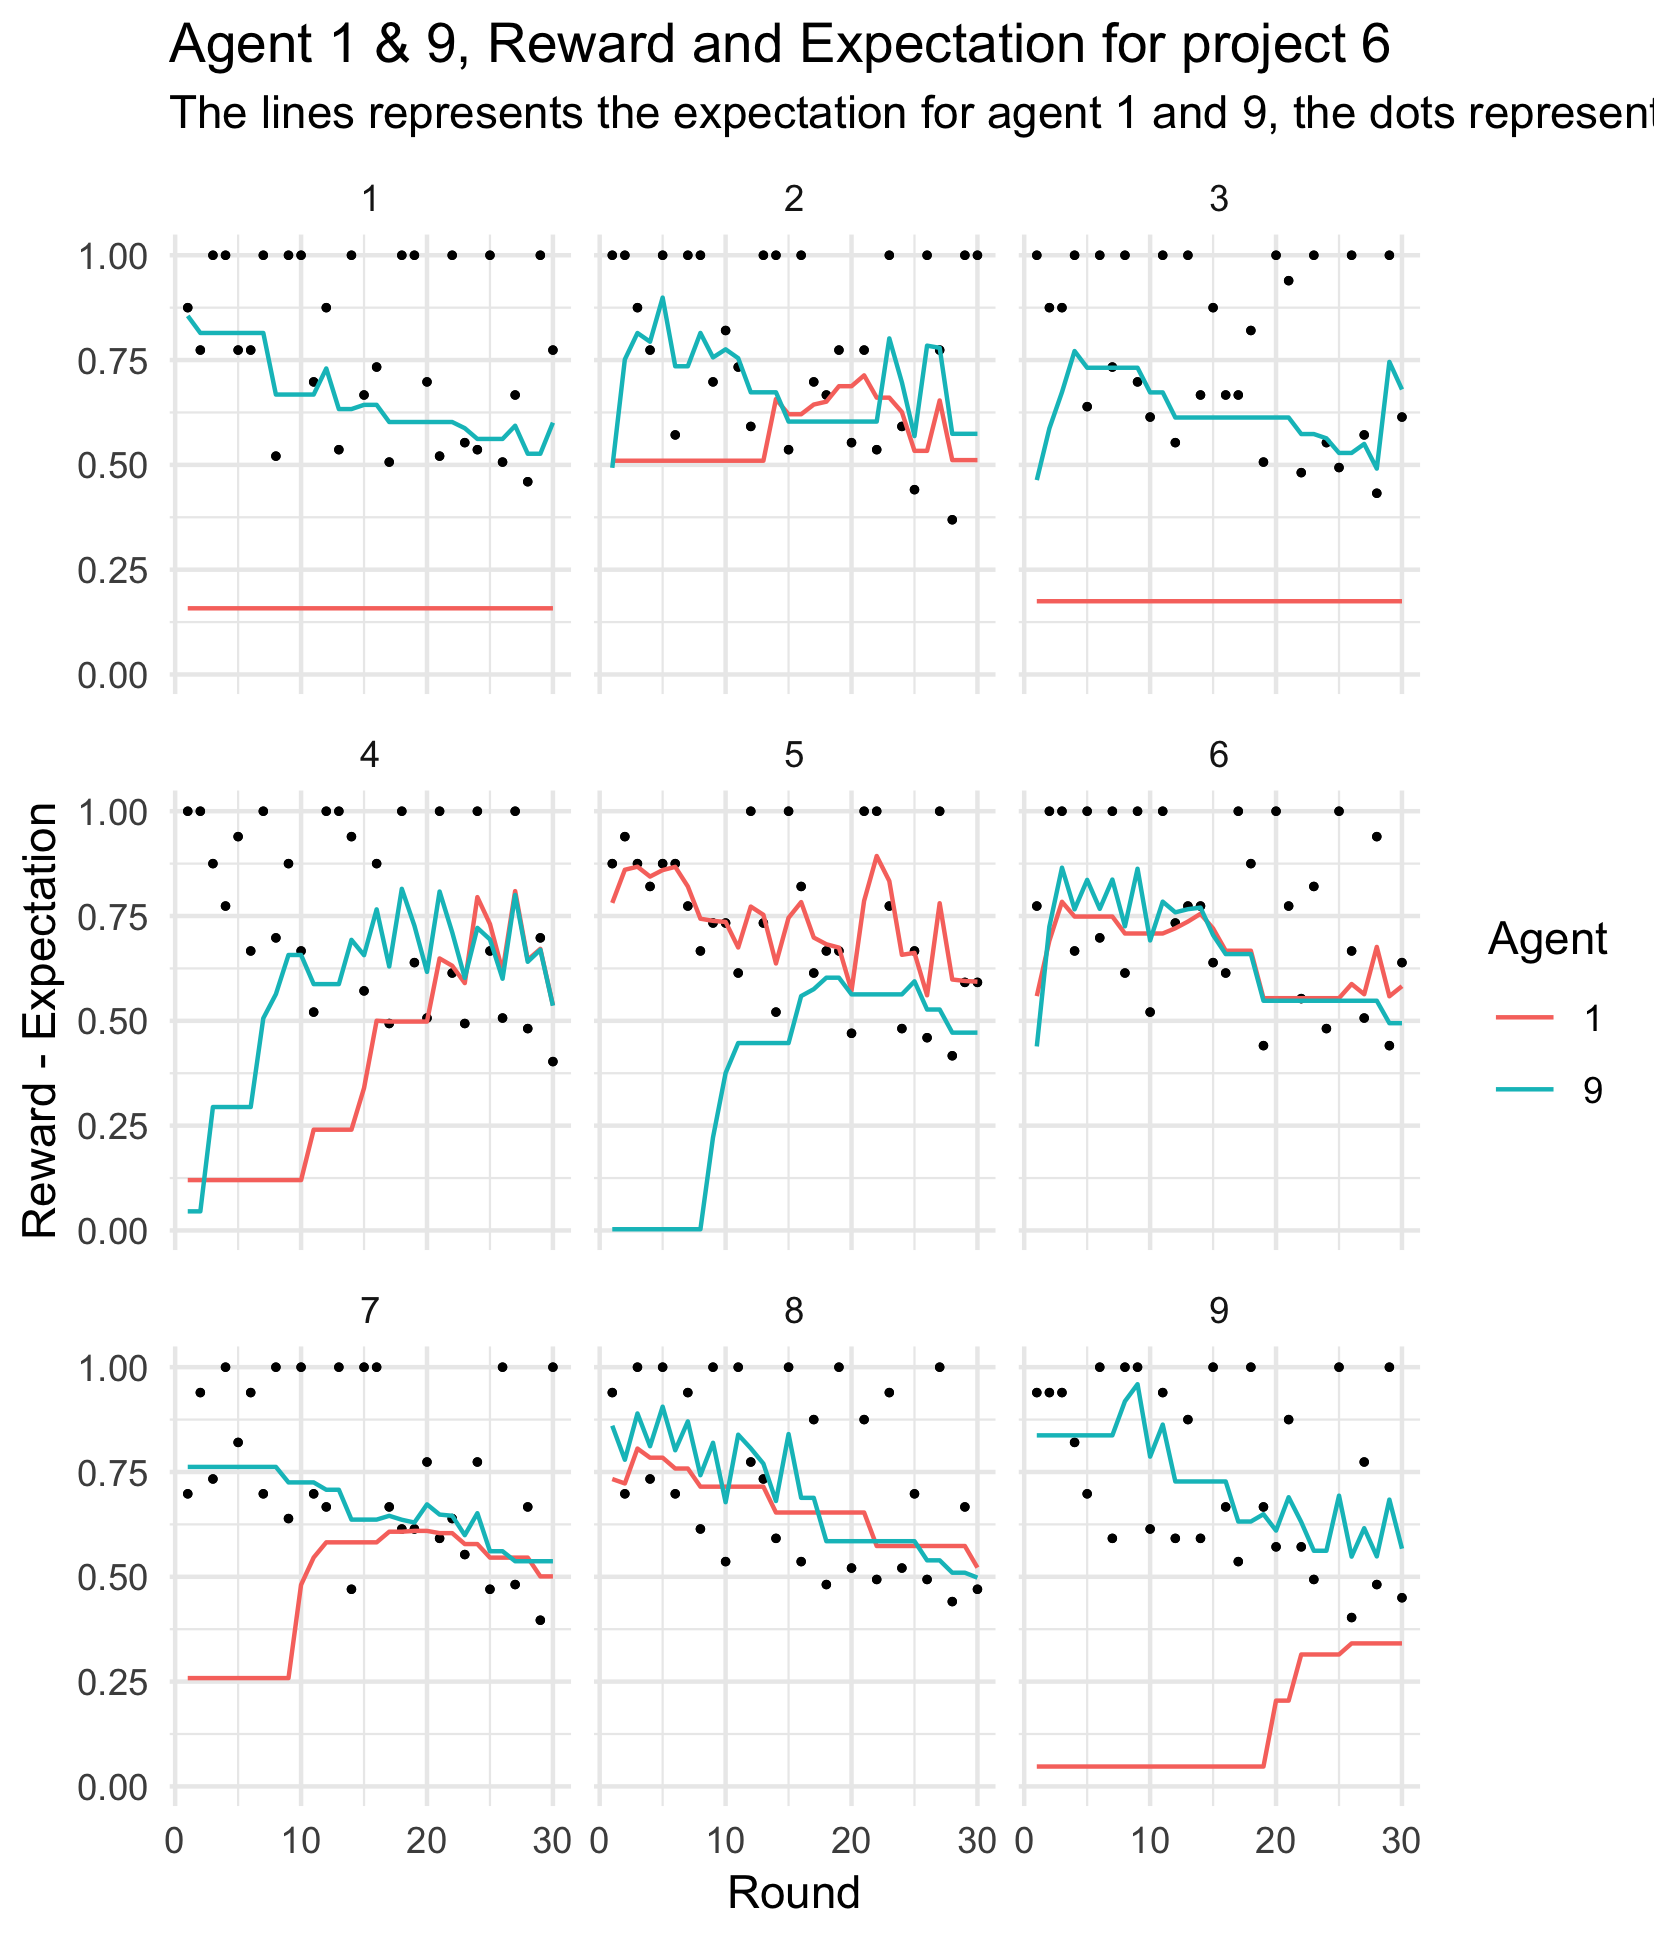 Agent 1 & 9, Reward and Expectation for project 6
The lines represents the expectation for agent 1 and 9, the dots represent
1 2 3
1.00
0.75
0.50
0.25
0.00
4 5 6
1.00
0.75
0.50
0.25
0.00
7 8 9
1.00
0.75
0.50
0.25
0.00
0 10 20 30 0 10 20 30 0 10 20 30
Round
Reward - Expectation
Agent
1
9